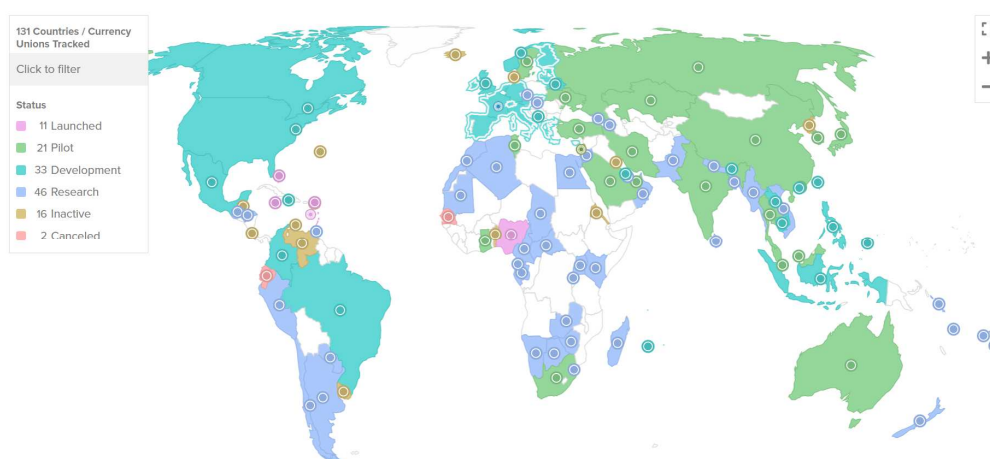 131 Countries / Currency
Unions Tracked
Click to filter
Status
11 Launched
21 Pilot
33 Development
46 Research
16 Inactive
2 Canceled